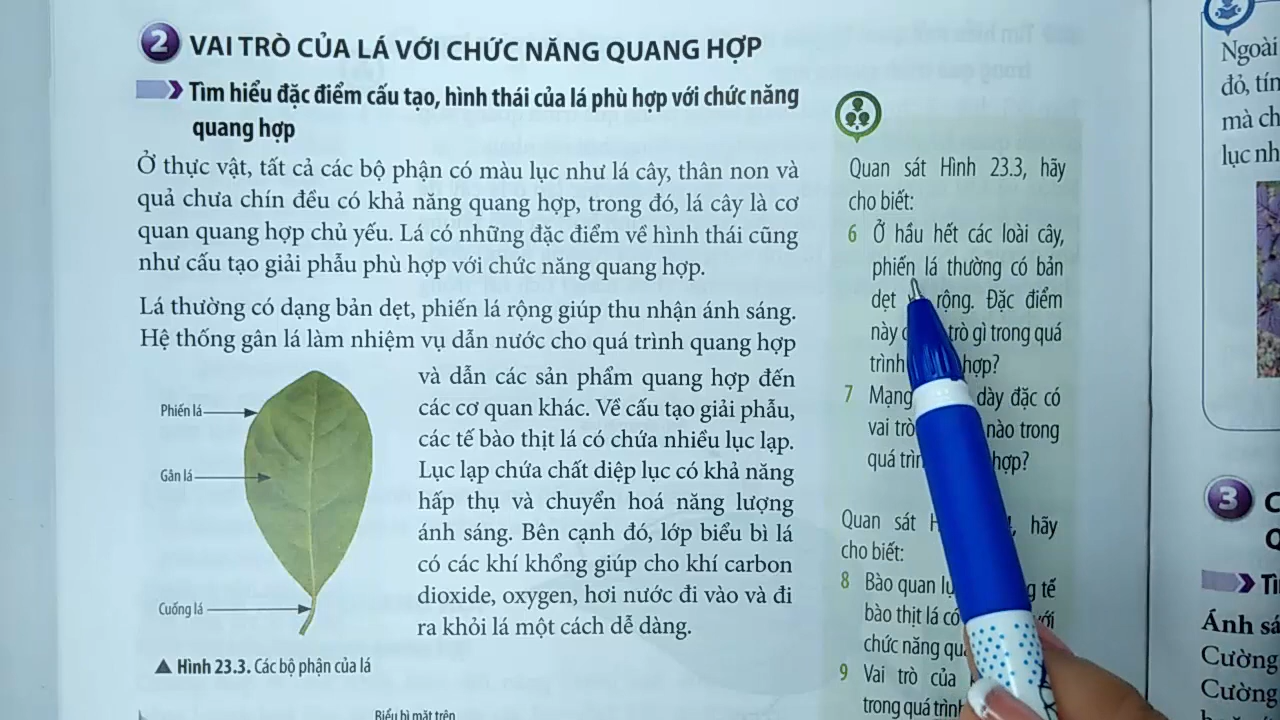 2 VAI TRÒ CỦA LÁ VỚI CHỨC NĂNG QUANG HỢP
Tìm hiểu đặc điểm cấu tạo, hình thái của lá phù hợp với chức năng
quang hợp
Ở thực vật, tất cả các bộ phận có màu lục như lá cây, thân non và
quả chưa chín đều có khả năng quang hợp, trong đó, lá cây là cơ
quan quang hợp chủ yếu. Lá có những đặc điểm về hình thái cũng
như cấu tạo giải phẫu phù hợp với chức năng quang hợp.
Lá thường có dạng bản dẹt, phiến lá rộng giúp thu nhận ánh sáng.
Hệ thống gân lá làm nhiệm vụ dẫn nước cho quá trình quang hợp
và dẫn các sản phẩm quang hợp đến
các cơ quan khác. Về cấu tạo giải phẫu,
các tế bào thịt lá có chứa nhiều lục lạp.
Lục lạp chứa chất diệp lục có khả năng
hấp thụ và chuyển hoá năng lượng
ánh sáng. Bên cạnh đó, lớp biểu bì lá
có các khí khổng giúp cho khí carbon
dioxide, oxygen, hơi nước đi vào và đi
ra khỏi lá một cách dễ dàng.
Phiến lá
Gân lá
Cuống lá
▲ Hình 23.3. Các bộ phận của lá
Biểu bì mặt trên
Quan sát Hình 23.3, hãy
cho biết:
6 Ở hầu hết các loài cây,
phiến lá thường có bản
dẹt rộng. Đặc điểm
này trò gì trong quá
trình hợp?
7 Mạng dày đặc có
vai trò nào trong
quá hợp?
Quan sát hãy
cho biết:
8 Bào quan tế
bào thịt lá có với
chức năng
9 Vai trò của
trong quá trình
Ngoài
đỏ, tín
mà ch
lục nh
3 C
Q
Tì
Ánh sá
Cường
Cường